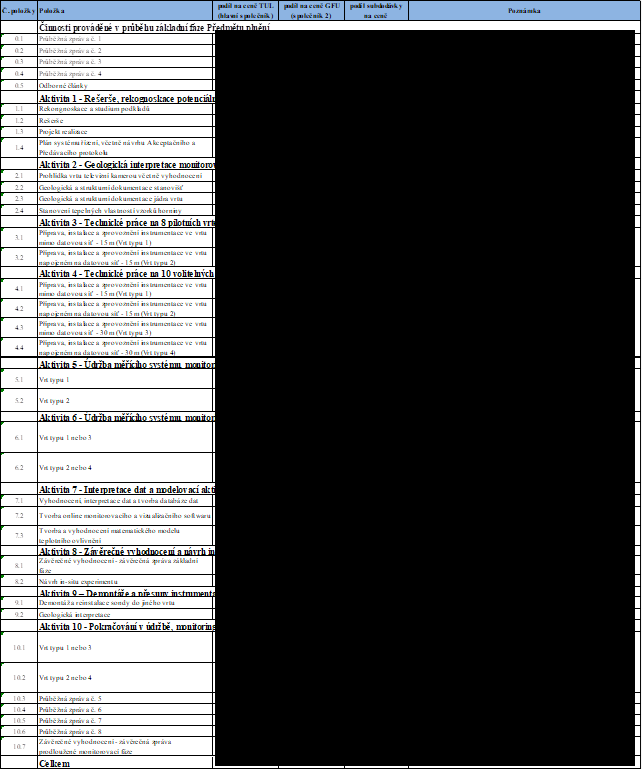 Č. položky Položka podíl na ceně TUL (hlavní společník) podíl na ceně GFU (společník 2) podíl subdodávky na ceně Poznámka
Činnosti prováděné v průběhu základní fáze Předmětu plnění
0.1 Průběžná zpráva č. 1
0.2 Průběžná zpráva č. 2
0.3 Průběžná zpráva č. 3
0.4 Průběžná zpráva č. 4
0.5 Odborné články
Aktivita 1 - Rešerše, rekognoskace potenciáln
1.1 Rekongnoskace a studium podkladů
1.2 Rešerše
1.3 Projekt realizace
1.4 Plán systému řízení, včetně návrhu Akceptačního a
Předávacího protokolu
Aktivita 2 - Geologická interpretace monitorov
2.1 Prohlídka vrtu televizní kamerou včetně vyhodnocení
2.2 Geologická a strukturní dokumentace stanovišť
2.3 Geologická a strukturní dokumentace jádra vrtu
2.4 Stanovení tepelných vlastností vzorků horniny
Aktivita 3 - Technické práce na 8 pilotních vrte
3.1 Příprava, instalace a zprovoznění instrumentace ve vrtu
mimo datovou síť - 15 m (Vrt typu 1)
3.2 Příprava, instalace a zprovoznění instrumentace ve vrtu
napojeném na datovou síť - 15 m (Vrt typu 2)
Aktivita 4 - Technické práce na 10 volitelných
4.1 Příprava, instalace a zprovoznění instrumentace ve vrtu
mimo datovou síť - 15 m (Vrt typu 1)
4.2 Příprava, instalace a zprovoznění instrumentace ve vrtu
napojeném na datovou síť - 15 m (Vrt typu 2)
4.3 Příprava, instalace a zprovoznění instrumentace ve vrtu
mimo datovou síť - 30 m (Vrt typu 3)
4.4 Příprava, instalace a zprovoznění instrumentace ve vrtu
napojeném na datovou síť - 30 m (Vrt typu 4)
Aktivita 5 - Údržba měřícího systému, monitor
5.1 Vrt typu 1
5.2 Vrt typu 2
Aktivita 6 - Údržba měřícího systému, monitor
6.1 Vrt typu 1 nebo 3
6.2 Vrt typu 2 nebo 4
Aktivita 7 - Interpretace dat a modelovací akti
7.1 Vyhodnocení, interpretace dat a tvorba databáze dat
7.2 Tvorba online monitorovacího a vizualizačního softwaru
7.3 Tvorba a vyhodnocení matematického modelu
teplotního ovlivnění
Aktivita 8 - Závěrečné vyhodnocení a návrh in
8.1 Závěrečné vyhodnocení - závěrečná zpráva základní
fáze
8.2 Návrh in-situ experimentu
Aktivita 9 – Demontáže a přesuny instrumenta
9.1 Demontáž a reinstalace sondy do jiného vrtu
9.2 Geologická interpretace
Aktivita 10 - Pokračování v údržbě, monitoring
10.1 Vrt typu 1 nebo 3
10.2 Vrt typu 2 nebo 4
10.3 Průběžná zpráva č. 5
10.4 Průběžná zpráva č. 6
10.5 Průběžná zpráva č. 7
10.6 Průběžná zpráva č. 8
10.7 Závěrečné vyhodnocení - závěrečná zpráva
prodloužené monitorovací fáze
Celkem